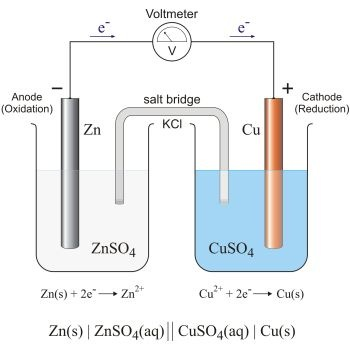 Voltmeter
e⁻
e⁻
V
−
+
Anode
(Oxidation)
salt bridge
Cathode
(Reduction)
Zn
KCl
Cu
ZnSO₄
CuSO₄
Zn(s) + 2e⁻ → Zn²⁺
Cu²⁺ + 2e⁻ → Cu(s)
Zn(s) | ZnSO₄(aq) || CuSO₄(aq) | Cu(s)